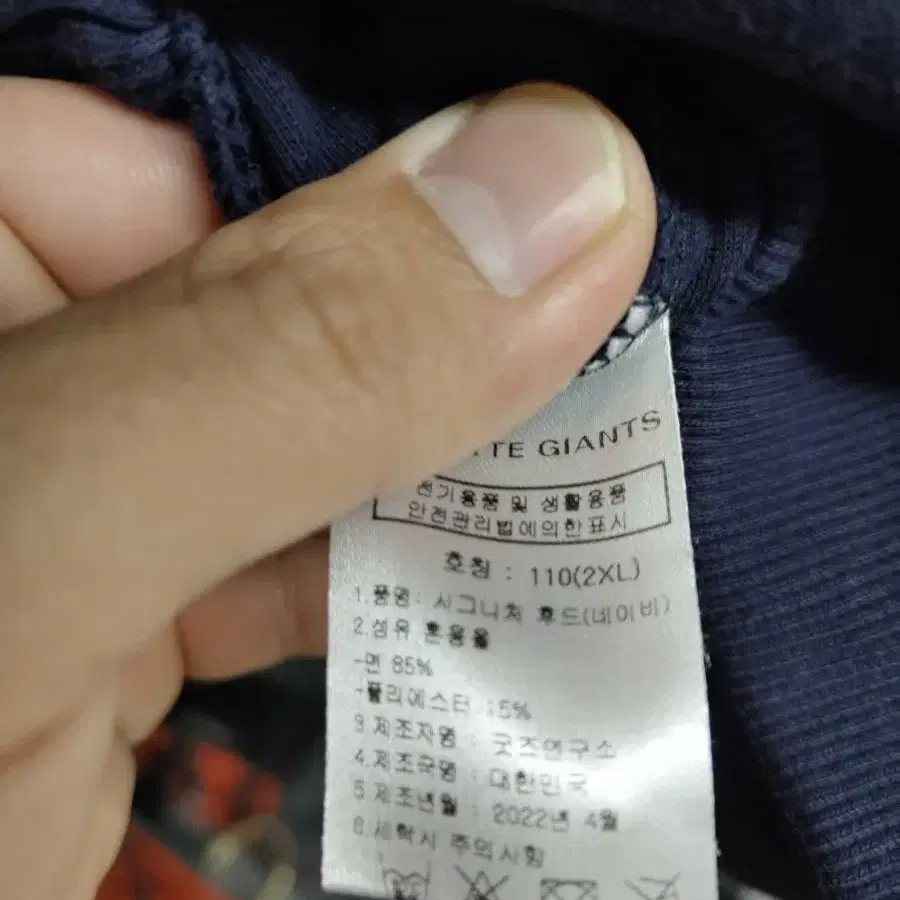 TE GIANTS
전기용품 및 생활용품
안전관리법에의한표시
호칭 : 110(2XL)
1.품명: 시그니처 후드(네이비)
2.섬유 혼용율
-면 85%
-폴리에스터 15%
3.제조자명 : 굿즈연구소
4.제조국명 : 대한민국
5.제조년월 : 2022년 4월
6.세탁시 주의사항